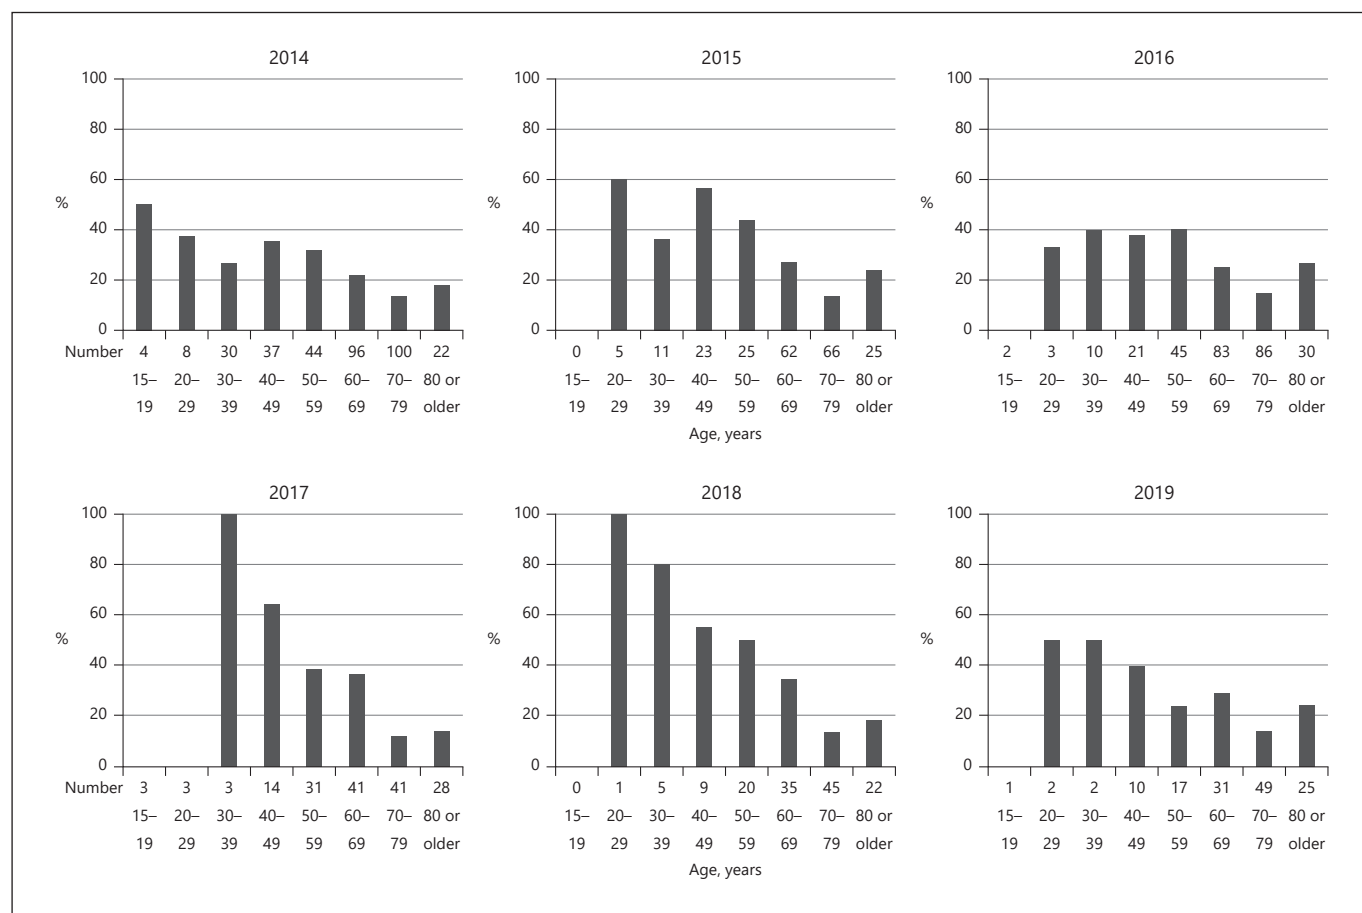 2014 2015 2016
100 100 100
80 80 80
60 60 60
% % %
40 40 40
20 20 20
0 0 0
Number 4 8 30 37 44 96 100 22 0 5 11 23 25 62 66 25 2 3 10 21 45 83 86 30
15– 20– 30– 40– 50– 60– 70– 80 or 15– 20– 30– 40– 50– 60– 70– 80 or 15– 20– 30– 40– 50– 60– 70– 80 or
19 29 39 49 59 69 79 older 19 29 39 49 59 69 79 older 19 29 39 49 59 69 79 older
Age, years
2017 2018 2019
100 100 100
80 80 80
60 60 60
% % %
40 40 40
20 20 20
0 0 0
Number 3 3 3 14 31 41 41 28 0 1 5 9 20 35 45 22 1 2 2 10 17 31 49 25
15– 20– 30– 40– 50– 60– 70– 80 or 15– 20– 30– 40– 50– 60– 70– 80 or 15– 20– 30– 40– 50– 60– 70– 80 or
19 29 39 49 59 69 79 older 19 29 39 49 59 69 79 older 19 29 39 49 59 69 79 older
Age, years